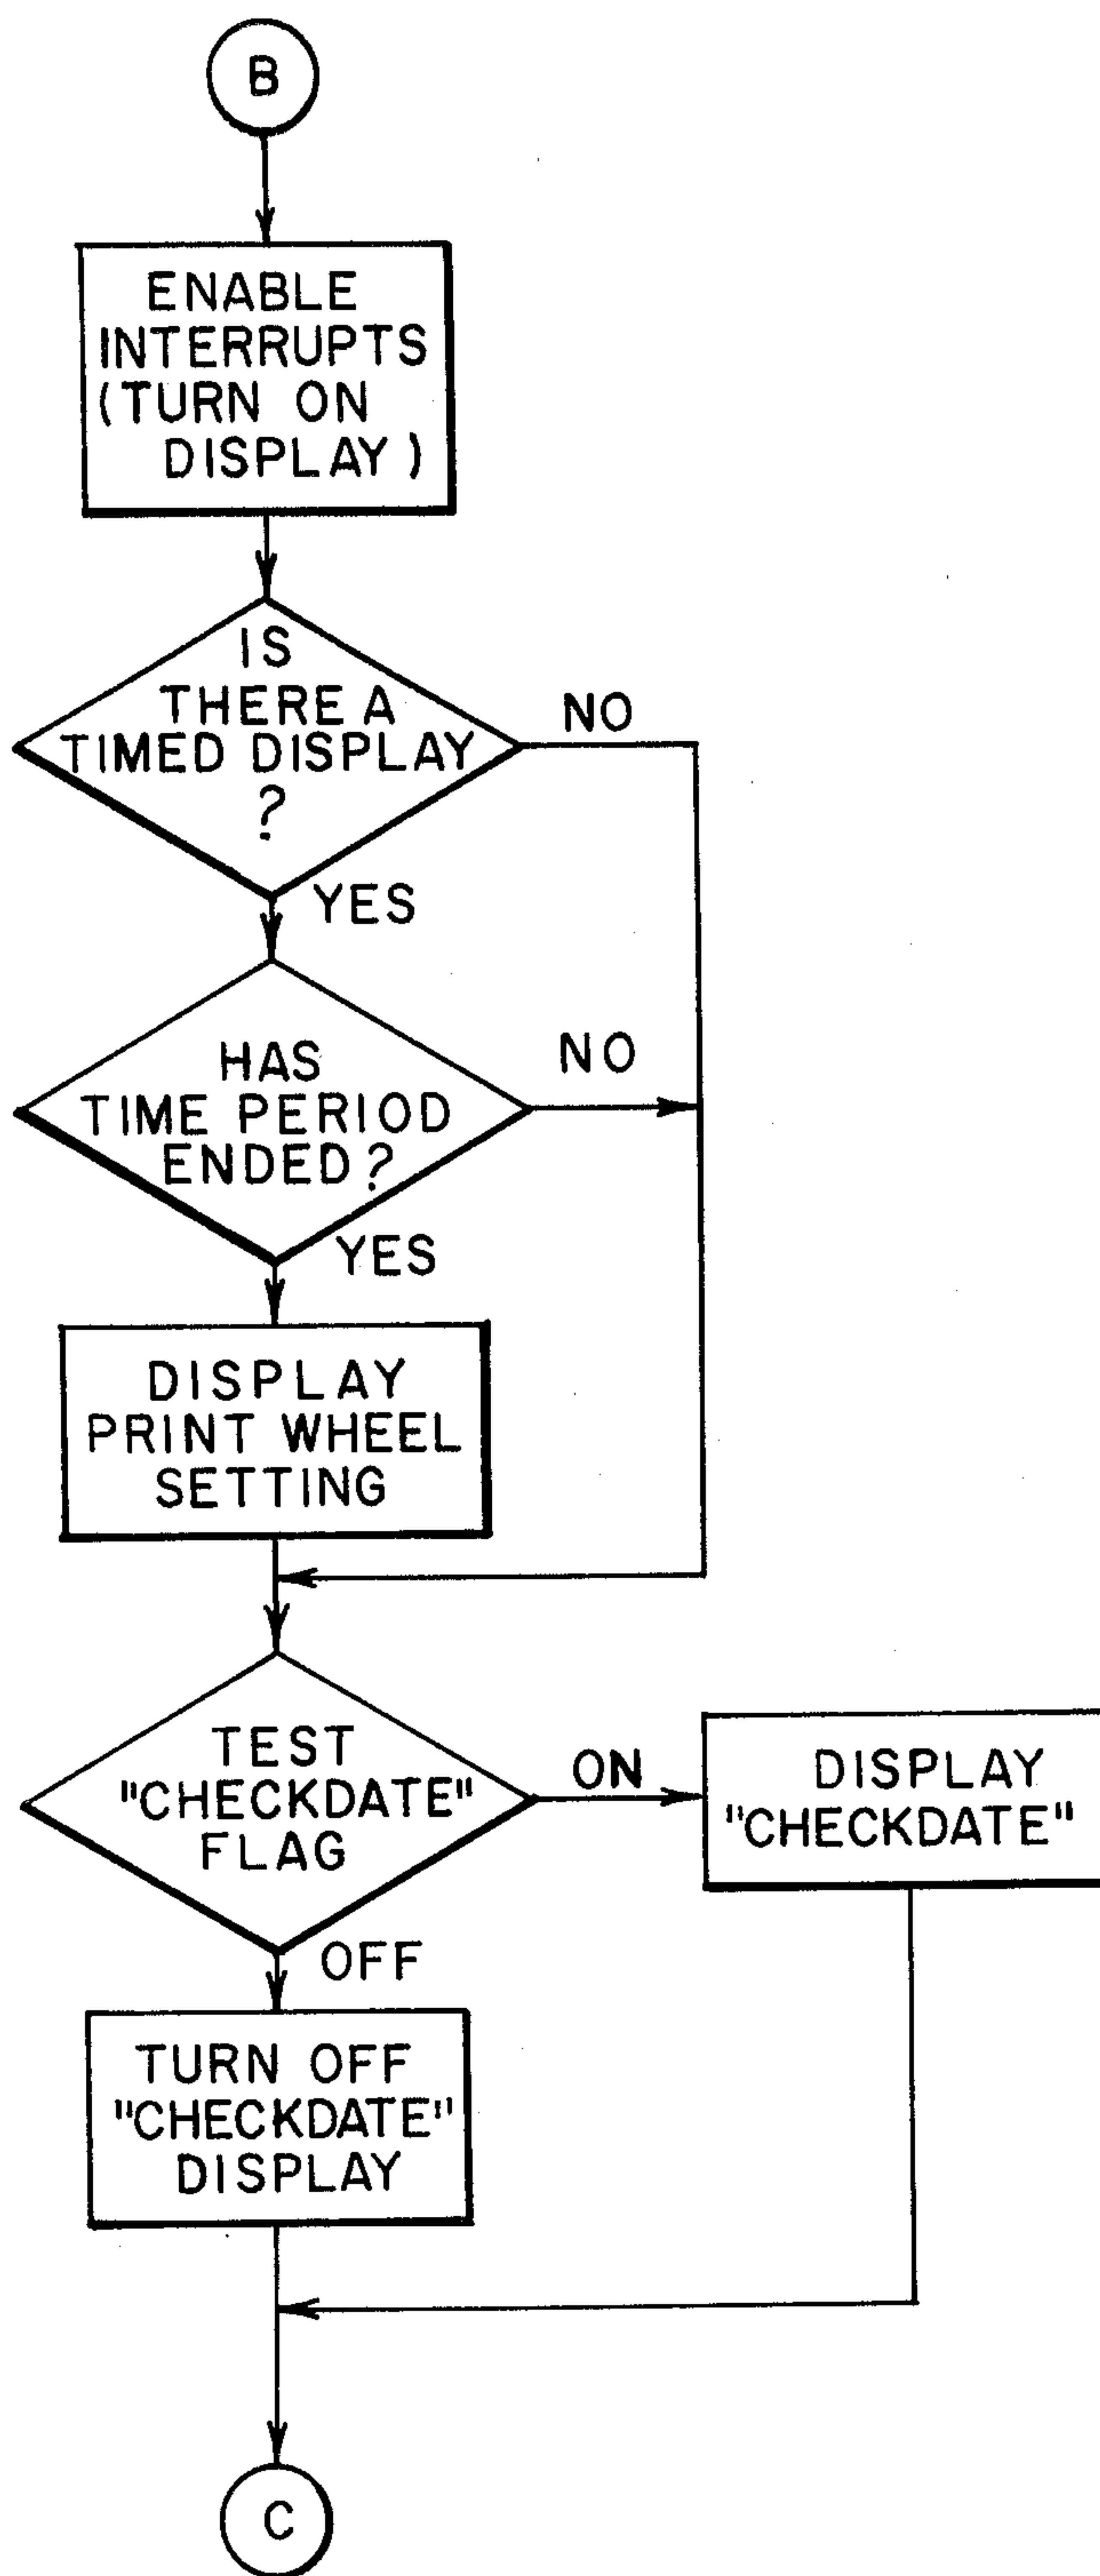 B
ENABLE
INTERRUPTS
(TURN ON
DISPLAY)
IS
THERE A
TIMED DISPLAY
?
NO
YES
HAS
TIME PERIOD
ENDED?
NO
YES
DISPLAY
PRINT WHEEL
SETTING
TEST
"CHECKDATE"
FLAG
ON
DISPLAY
"CHECKDATE"
OFF
TURN OFF
"CHECKDATE"
DISPLAY
C